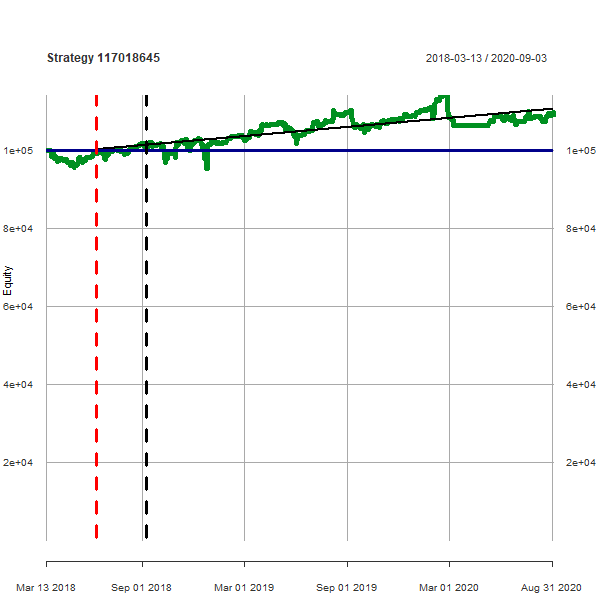 Strategy 117018645
2018-03-13 / 2020-09-03
1e+05
1e+05
8e+04
8e+04
Equity
6e+04
6e+04
4e+04
4e+04
2e+04
2e+04
Mar 13 2018
Sep 01 2018
Mar 01 2019
Sep 01 2019
Mar 01 2020
Aug 31 2020